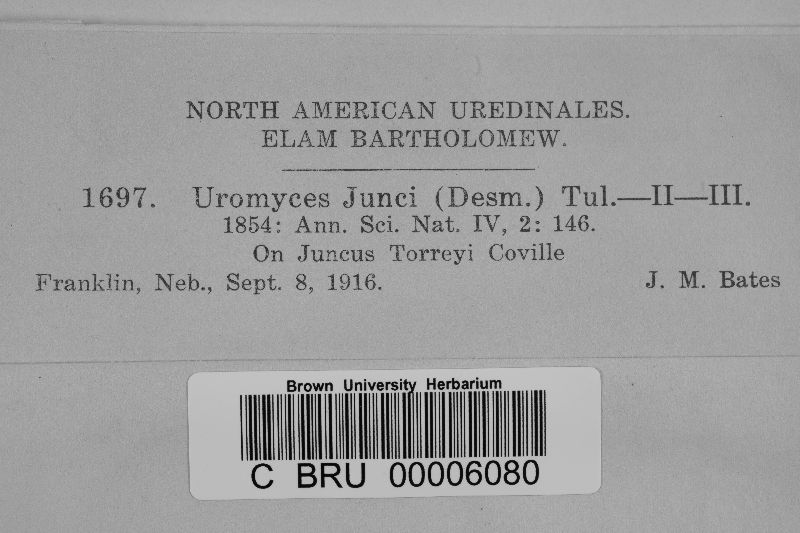 NORTH AMERICAN UREDINALES.
ELAM BARTHOLOMEW.
1697. Uromyces Junci (Desm.) Tul.—II—III.
1854: Ann. Sci. Nat. IV, 2: 146.
On Juncus Torreyi Coville
Franklin, Neb., Sept. 8, 1916. J. M. Bates
Brown University Herbarium
C BRU 00006080